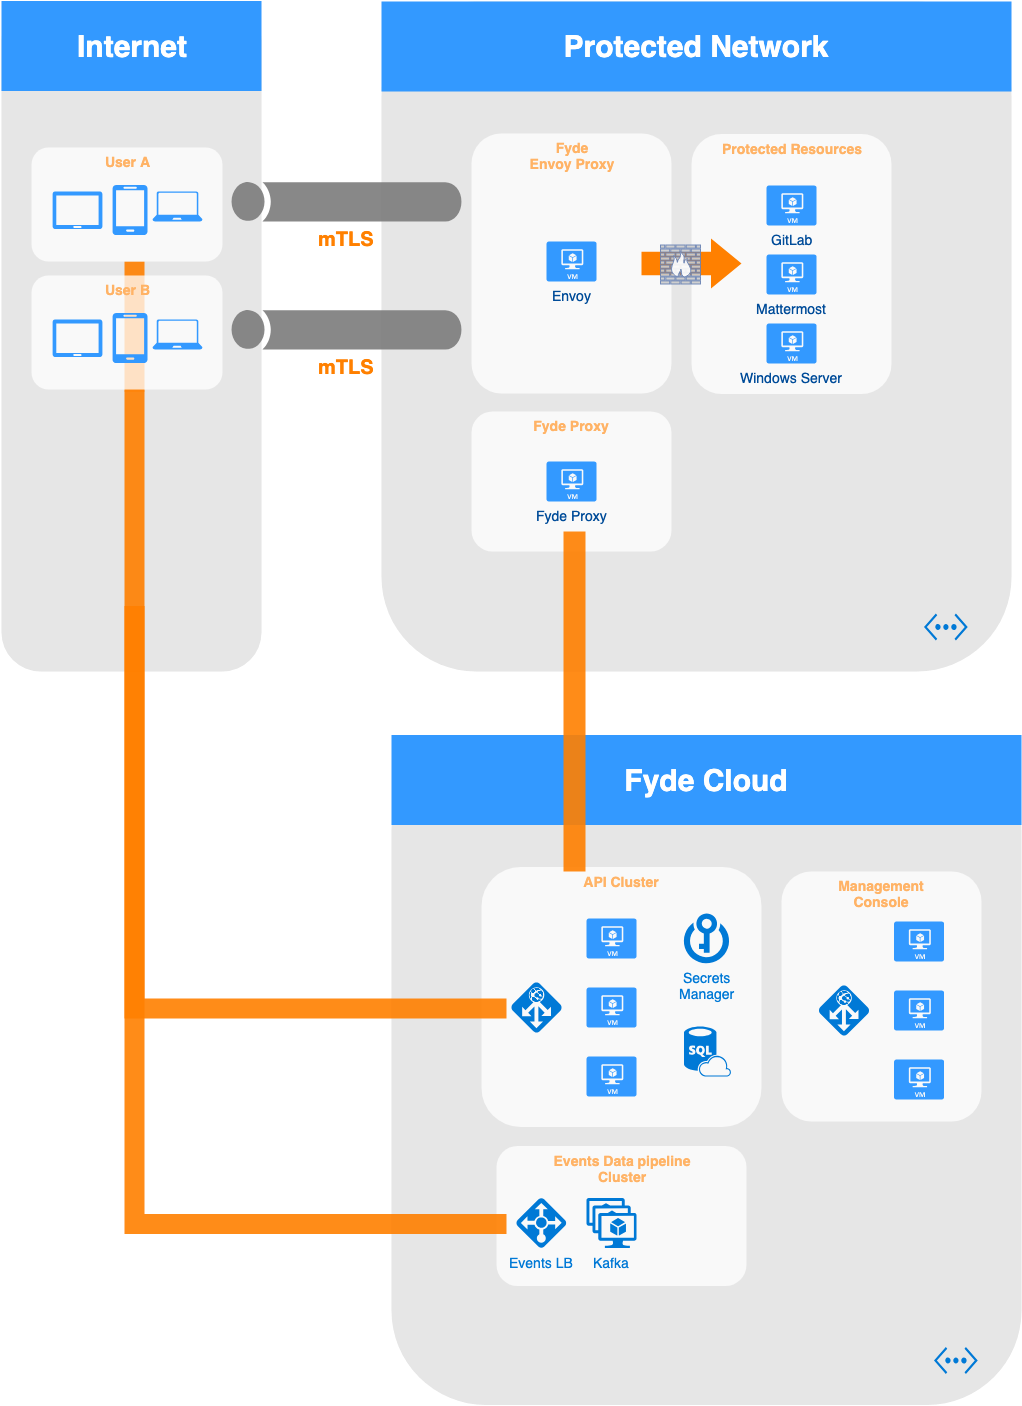 Internet
Protected Network
User A
mTLS
User B
mTLS
Fyde
Envoy Proxy
VM
Envoy
Protected Resources
VM
GitLab
VM
Mattermost
VM
Windows Server
Fyde Proxy
VM
Fyde Proxy
Fyde Cloud
API Cluster
VM
VM
VM
Secrets
Manager
SQL
Management
Console
VM
VM
VM
Events Data pipeline
Cluster
Events LB
Kafka